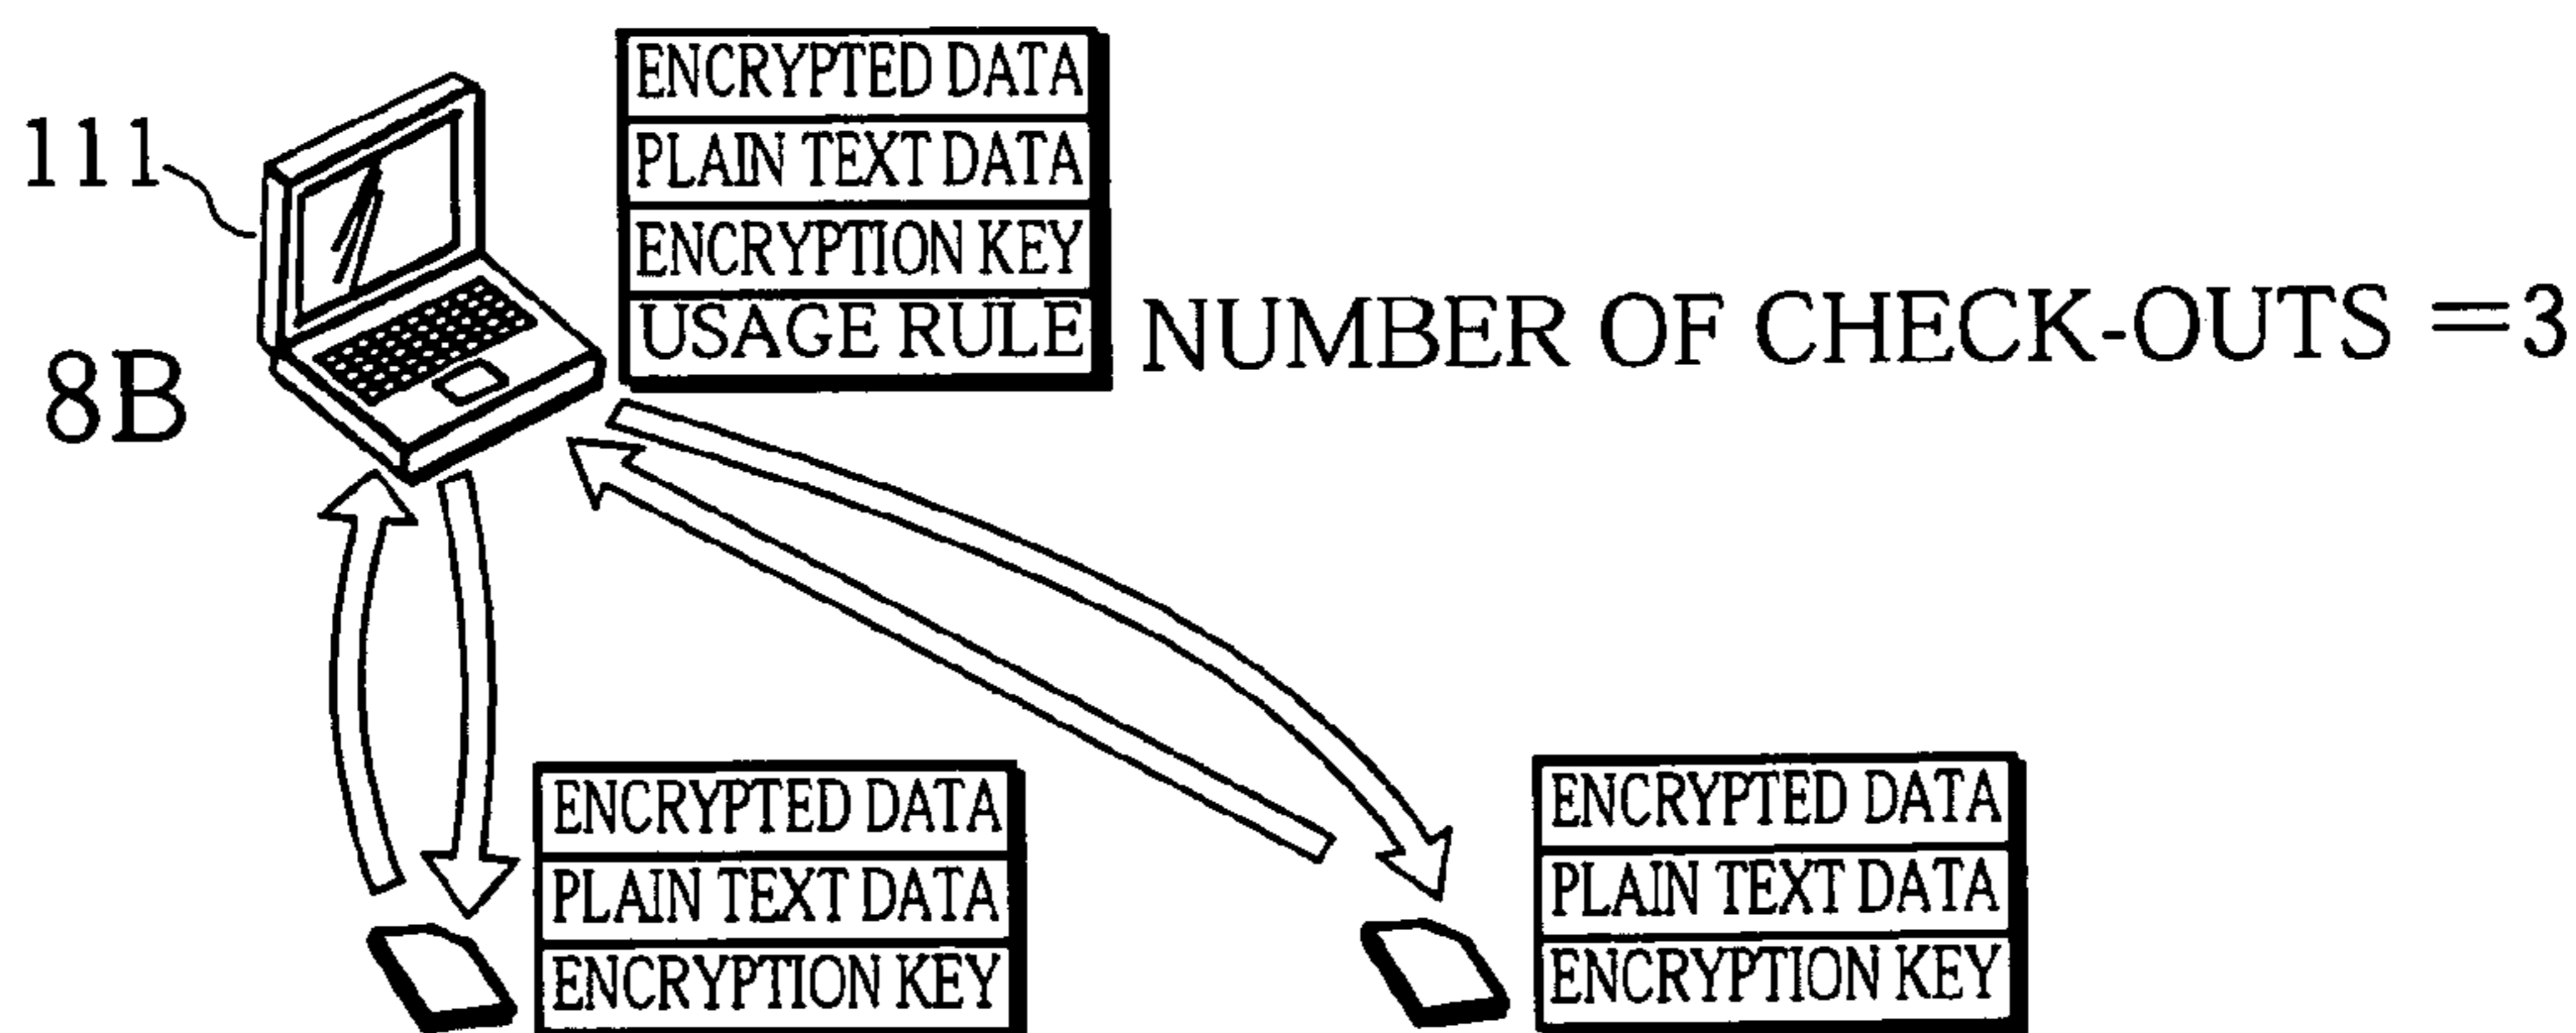 ENCRYPTED DATA
111
PLAIN TEXT DATA
ENCRYPTION KEY
USAGE RULE NUMBER OF CHECK-OUTS =3
8B
ENCRYPTED DATA
PLAIN TEXT DATA
ENCRYPTION KEY
ENCRYPTED DATA
PLAIN TEXT DATA
ENCRYPTION KEY